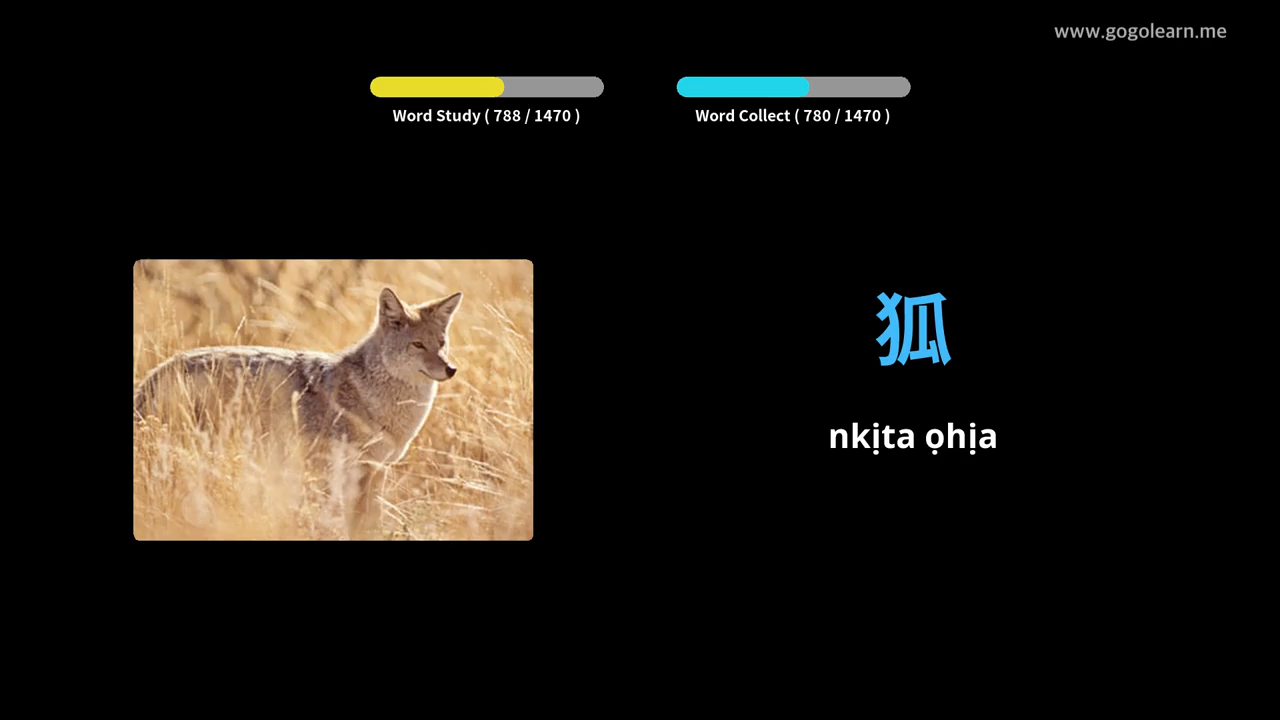 www.gogolearn.me
Word Study ( 788 / 1470 )
Word Collect ( 780 / 1470 )
狐
nkịta ọhịa